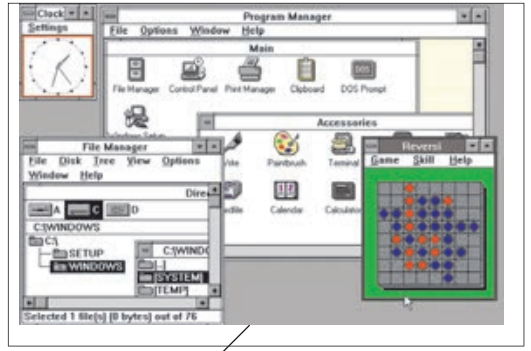 Clock
Settings
Program Manager
File Options Window Help
Main
File Manager
Control Panel
Print Manager
Clipboard
DOS Prompt
Accessories
Write
Paintbrush
Terminal
Calendar
Calculator
File Manager
File Disk Tree View Options
Window Help
A
C
D
C:\WINDOWS
C:\
SETUP
WINDOWS
[..]
[SYSTEM]
[TEMP]
Selected 1 file(s) (0 bytes) out of 76
Reversi
Game Skill Help